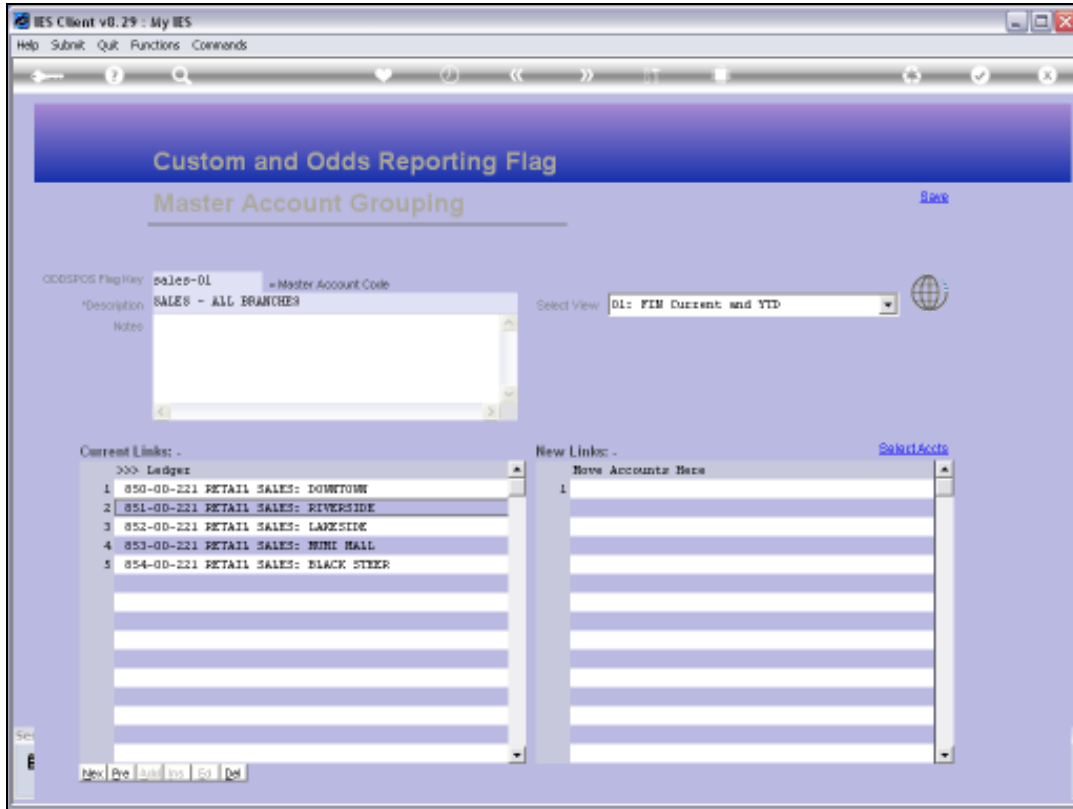 IES Client v8.29 : My IES
Help Submit Quit Functions Commands
Custom and Odds Reporting Flag
Master Account Grouping
Save
ODDSPOS Flag Key sales-01 = Master Account Code
*Description SALES - ALL BRANCHES
Select View 01: FIN Current and YTD
Notes
Current Links: -
New Links: -
Select Accts
>>> Ledger
Move Accounts Here
1 850-00-221 RETAIL SALES: DOWNTOWN
1
2 851-00-221 RETAIL SALES: RIVERSIDE
3 852-00-221 RETAIL SALES: LAKESIDE
4 853-00-221 RETAIL SALES: NUMI MALL
5 854-00-221 RETAIL SALES: BLACK STEER
Nex Pre Add Ins Ed Del